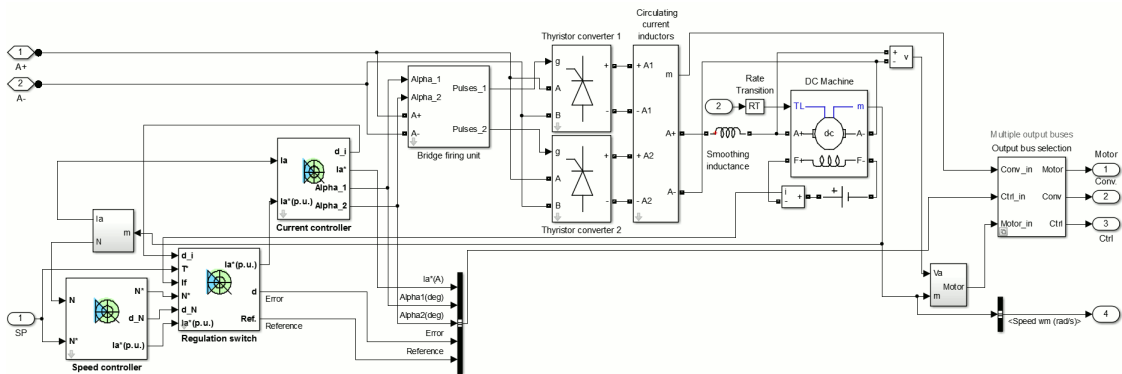 1
A+
2
A-
Alpha_1
Alpha_2
A+
A-
Pulses_1
Pulses_2
Bridge firing unit
Thyristor converter 1
g
A
B
+
-
g
A
B
+
-
Thyristor converter 2
Circulating
current
inductors
+ A1
- A1
+ A2
- A2
m
A+
A-
Smoothing
inductance
Rate
Transition
2
RT
DC Machine
TL
m
A+
dc
A-
F+
F-
i
+
-
+
+
-
v
Multiple output buses
Output bus selection
Conv_in
Ctrl_in
Motor_in
Motor
Conv
Ctrl
Motor
1
Conv.
2
3
Ctrl
Ia
Ia*(p.u.)
d_i
Ia*
Alpha_1
Alpha_2
Current controller
Ia
N
m
d_i
T*
If
N*
d_N
Ia*(p.u.)
Ia*(p.u.)
d
Ref.
Regulation switch
Error
Reference
1
SP
N
N*
N*
d_N
Ia*(p.u.)
Speed controller
Ia*(A)
Alpha1(deg)
Alpha2(deg)
Error
Reference
Va
m
Motor
<Speed wm (rad/s)>
4